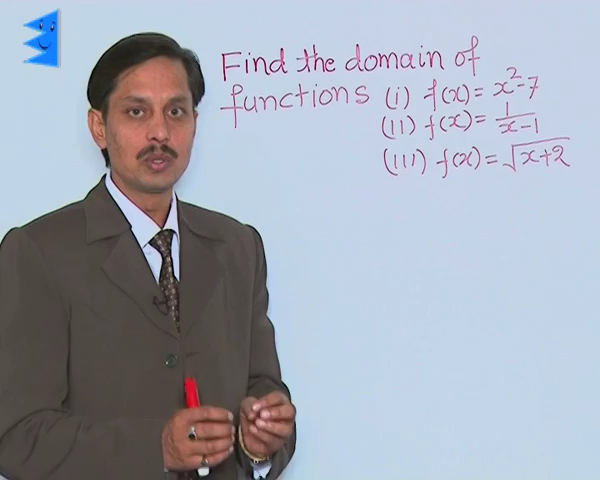 Find the domain of
functions (i) f(x) = x²-7
(ii) f(x) = 1/(x-1)
(iii) f(x) = √(x+2)